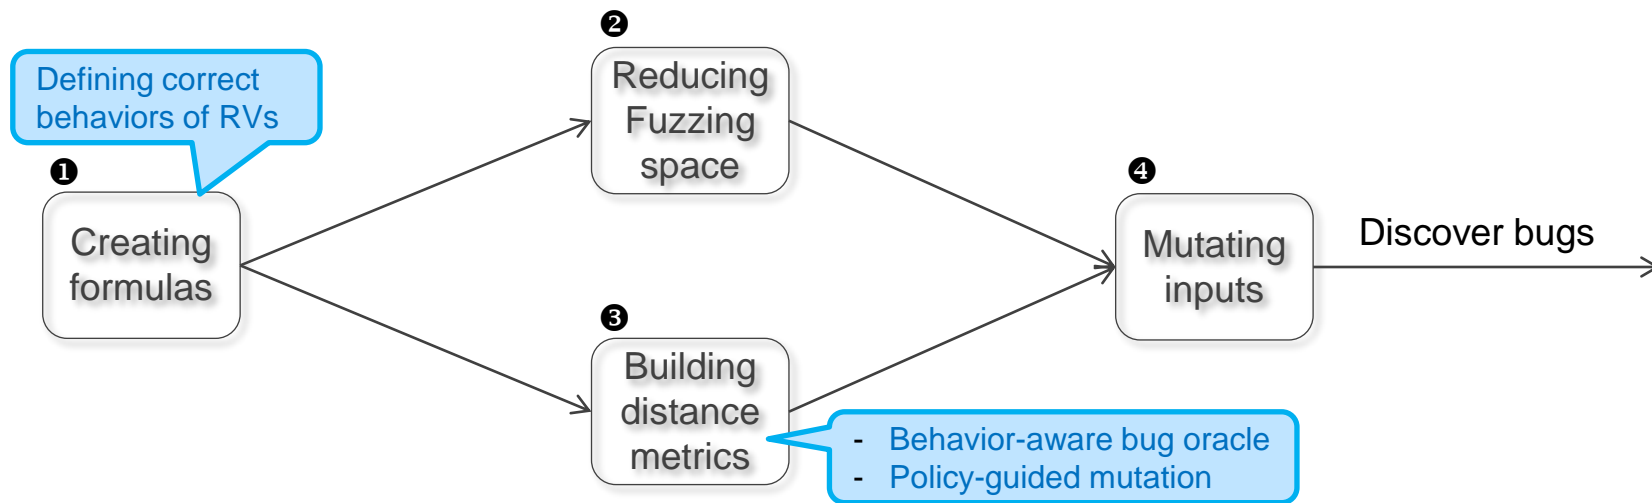 Defining correct
behaviors of RVs
❶
Creating
formulas
❷
Reducing
Fuzzing
space
❸
Building
distance
metrics
- Behavior-aware bug oracle
- Policy-guided mutation
❹
Mutating
inputs
Discover bugs